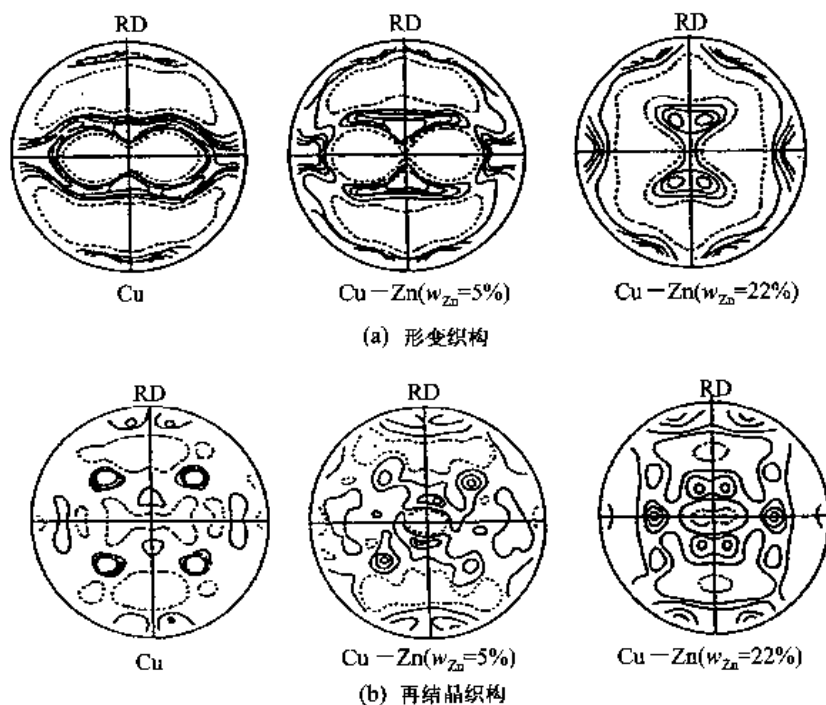 RD RD RD
Cu Cu－Zn(w_Zn=5%) Cu－Zn(w_Zn=22%)
(a) 形变织构
RD RD RD
Cu Cu－Zn(w_Zn=5%) Cu－Zn(w_Zn=22%)
(b) 再结晶织构